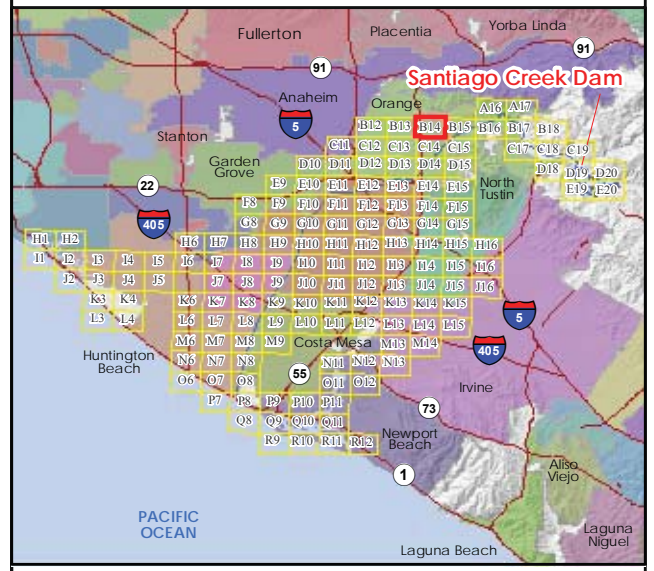 Fullerton
Placentia
Yorba Linda
91
91
Santiago Creek Dam
Anaheim
Orange
A16 A17
5
B12 B13 B14 B15 B16 B17 B18
Stanton
C11 C12 C13 C14 C15 C17 C18 C19
Garden
Grove
D10 D11 D12 D13 D14 D15 D18 D19 D20
22
E9 E10 E11 E12 E13 E14 E15 E19 E20
North
Tustin
F8 F9 F10 F11 F12 F13 F14 F15
405
G8 G9 G10 G11 G12 G13 G14 G15
H1 H2 H6 H7 H8 H9 H10 H11 H12 H13 H14 H15 H16
I1 I2 I3 I4 I5 I6 I7 I8 I9 I10 I11 I12 I13 I14 I15 I16
J2 J3 J4 J5 J7 J8 J9 J10 J11 J12 J13 J14 J15 J16
K3 K4 K6 K7 K8 K9 K10 K11 K12 K13 K14 K15
5
L3 L4 L6 L7 L8 L9 L10 L11 L12 L13 L14 L15
M6 M7 M8 M9 Costa Mesa M13 M14
405
Huntington
Beach
N6 N7 N8 N11 N12 N13
55
O6 O7 O8 O11 O12
Irvine
P7 P8 P9 P10 P11
73
Q8 Q9 Q10 Q11
Newport
Beach
R9 R10 R11 R12
1
Aliso
Viejo
PACIFIC
OCEAN
Laguna
Niguel
Laguna Beach